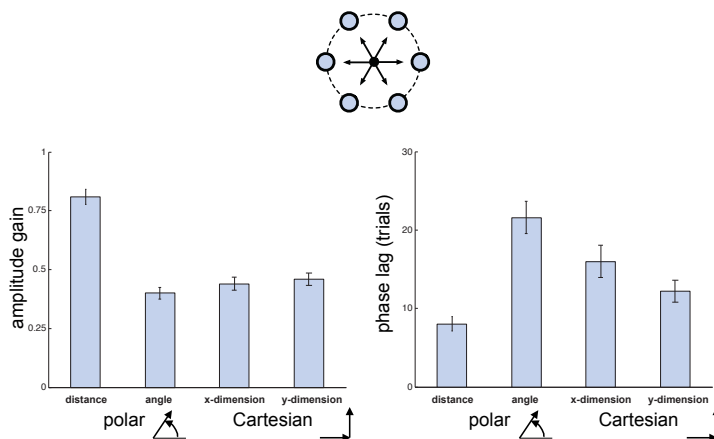 amplitude gain
1
0.75
0.5
0.25
0
distance angle x-dimension y-dimension
polar Cartesian
phase lag (trials)
30
20
10
0
distance angle x-dimension y-dimension
polar Cartesian